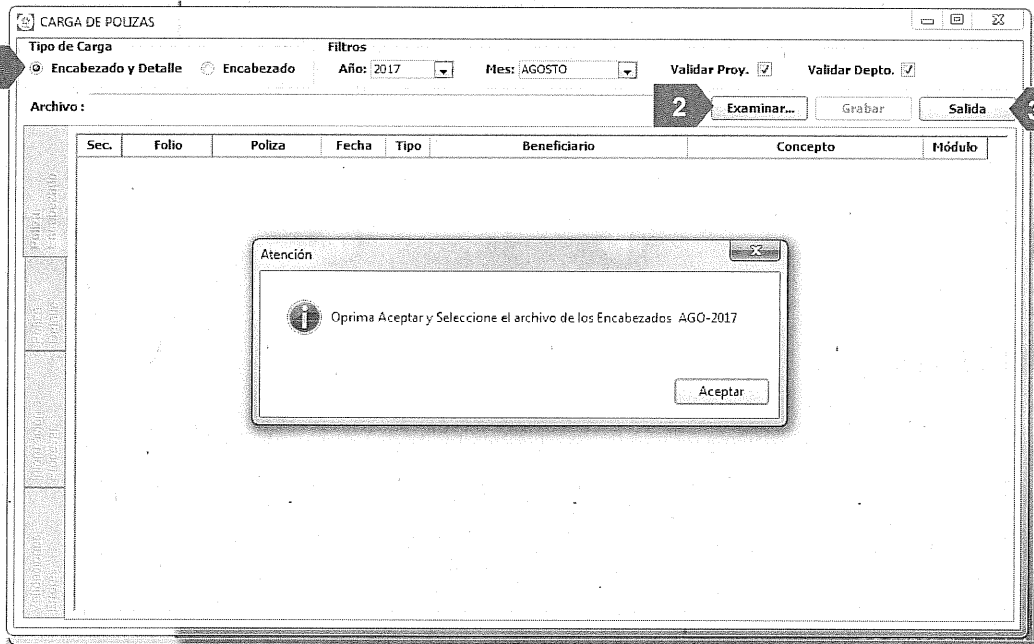 CARGA DE POLIZAS
Tipo de Carga
Filtros
Encabezado y Detalle
Encabezado
Año: 2017
Mes: AGOSTO
Validar Proy.
Validar Depto.
Archivo :
2
Examinar...
Grabar
Salida
3
Sec. Folio Poliza Fecha Tipo Beneficiario Concepto Módulo
Atención
Oprima Aceptar y Seleccione el archivo de los Encabezados AGO-2017
Aceptar